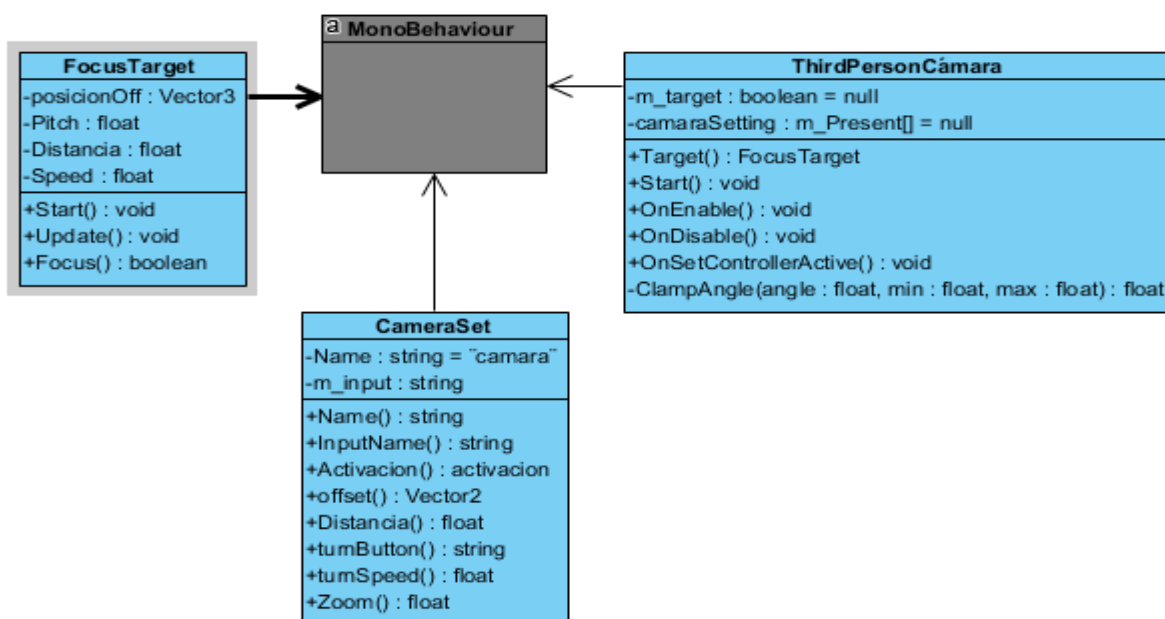 a MonoBehaviour
FocusTarget
-posicionOff : Vector3
-Pitch : float
-Distancia : float
-Speed : float
+Start() : void
+Update() : void
+Focus() : boolean
ThirdPersonCámara
-m_target : boolean = null
-camaraSetting : m_Present[] = null
+Target() : FocusTarget
+Start() : void
+OnEnable() : void
+OnDisable() : void
+OnSetControllerActive() : void
-ClampAngle(angle : float, min : float, max : float) : float
CameraSet
-Name : string = ¨camara¨
-m_input : string
+Name() : string
+InputName() : string
+Activacion() : activacion
+offset() : Vector2
+Distancia() : float
+turnButton() : string
+turnSpeed() : float
+Zoom() : float